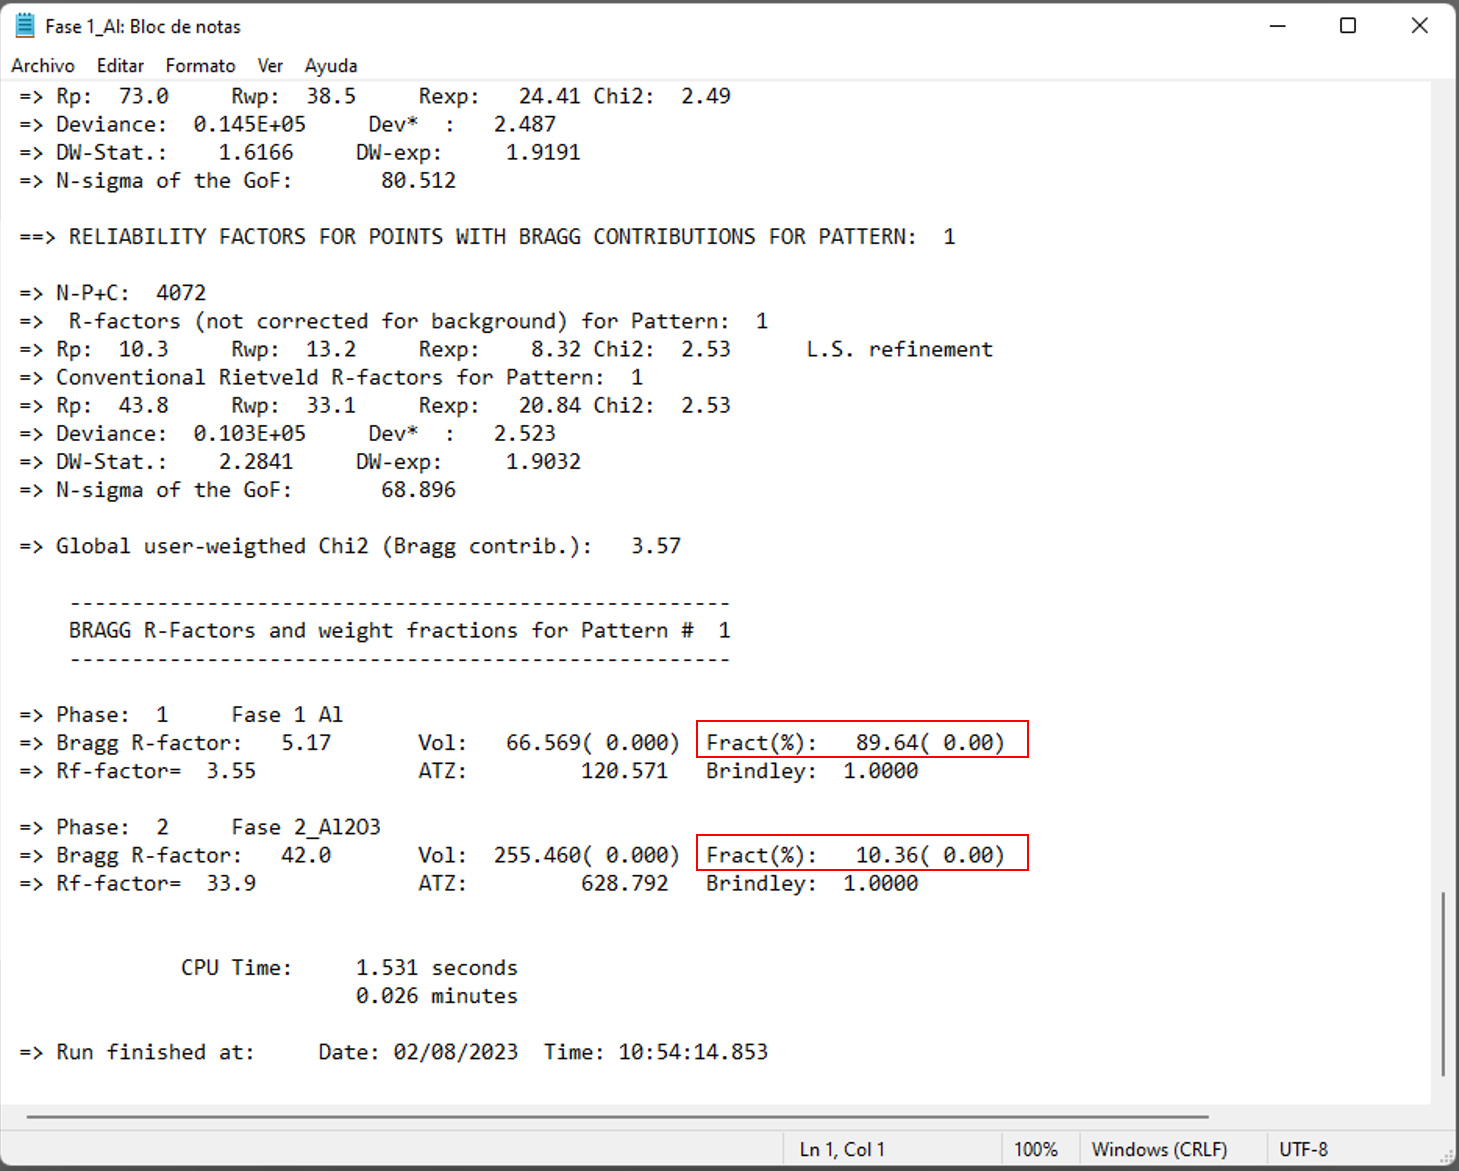 Fase 1_Al: Bloc de notas
Archivo Editar Formato Ver Ayuda
=> Rp:  73.0     Rwp:  38.5     Rexp:   24.41 Chi2:  2.49
=> Deviance:  0.145E+05     Dev*  :   2.487
=> DW-Stat.:    1.6166     DW-exp:     1.9191
=> N-sigma of the GoF:       80.512
==> RELIABILITY FACTORS FOR POINTS WITH BRAGG CONTRIBUTIONS FOR PATTERN:  1
=> N-P+C:  4072
=>  R-factors (not corrected for background) for Pattern:  1
=> Rp:  10.3     Rwp:  13.2     Rexp:    8.32 Chi2:  2.53      L.S. refinement
=> Conventional Rietveld R-factors for Pattern:  1
=> Rp:  43.8     Rwp:  33.1     Rexp:   20.84 Chi2:  2.53
=> Deviance:  0.103E+05     Dev*  :   2.523
=> DW-Stat.:    2.2841     DW-exp:     1.9032
=> N-sigma of the GoF:       68.896
=> Global user-weigthed Chi2 (Bragg contrib.):   3.57
-----------------------------------------------------
BRAGG R-Factors and weight fractions for Pattern #  1
-----------------------------------------------------
=> Phase:  1     Fase 1 Al
=> Bragg R-factor:   5.17       Vol:   66.569( 0.000)  Fract(%):   89.64( 0.00)
=> Rf-factor=  3.55             ATZ:         120.571   Brindley:  1.0000
=> Phase:  2     Fase 2_Al2O3
=> Bragg R-factor:   42.0       Vol:  255.460( 0.000)  Fract(%):   10.36( 0.00)
=> Rf-factor=  33.9             ATZ:         628.792   Brindley:  1.0000
CPU Time:     1.531 seconds
0.026 minutes
=> Run finished at:     Date: 02/08/2023  Time: 10:54:14.853
Ln 1, Col 1 100% Windows (CRLF) UTF-8